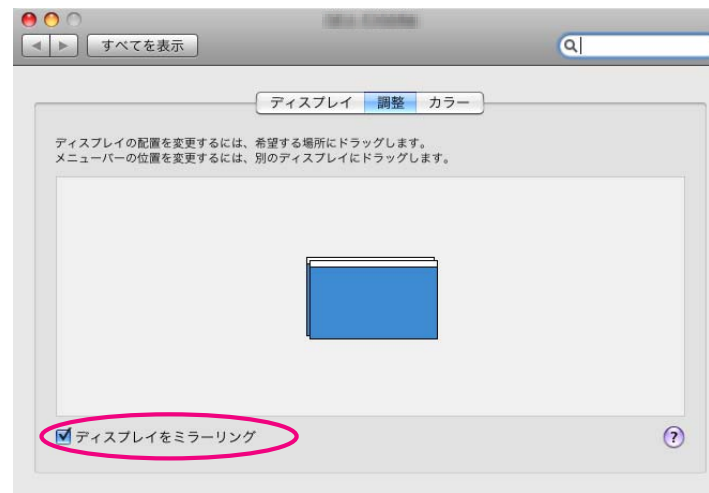 すべてを表示
ディスプレイ 調整 カラー
ディスプレイの配置を変更するには、希望する場所にドラッグします。
メニューバーの位置を変更するには、別のディスプレイにドラッグします。
ディスプレイをミラーリング
?